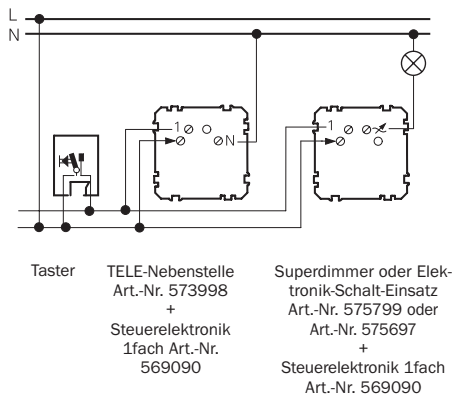 L
N
1
N
1
Taster
TELE-Nebenstelle
Art.-Nr. 573998
+
Steuerelektronik
1fach Art.-Nr.
569090
Superdimmer oder Elek-
tronik-Schalt-Einsatz
Art.-Nr. 575799 oder
Art.-Nr. 575697
+
Steuerelektronik 1fach
Art.-Nr. 569090